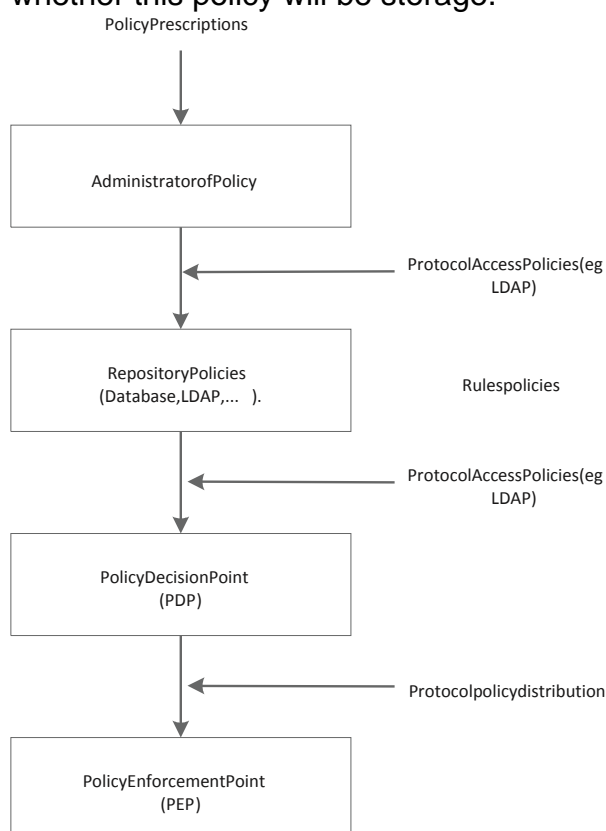 whether this policy will be storage.
PolicyPrescriptions
AdministratorofPolicy
ProtocolAccessPolicies(eg
LDAP)
RepositoryPolicies
(Database,LDAP,... ).
Rulespolicies
ProtocolAccessPolicies(eg
LDAP)
PolicyDecisionPoint
(PDP)
Protocolpolicydistribution
PolicyEnforcementPoint
(PEP)